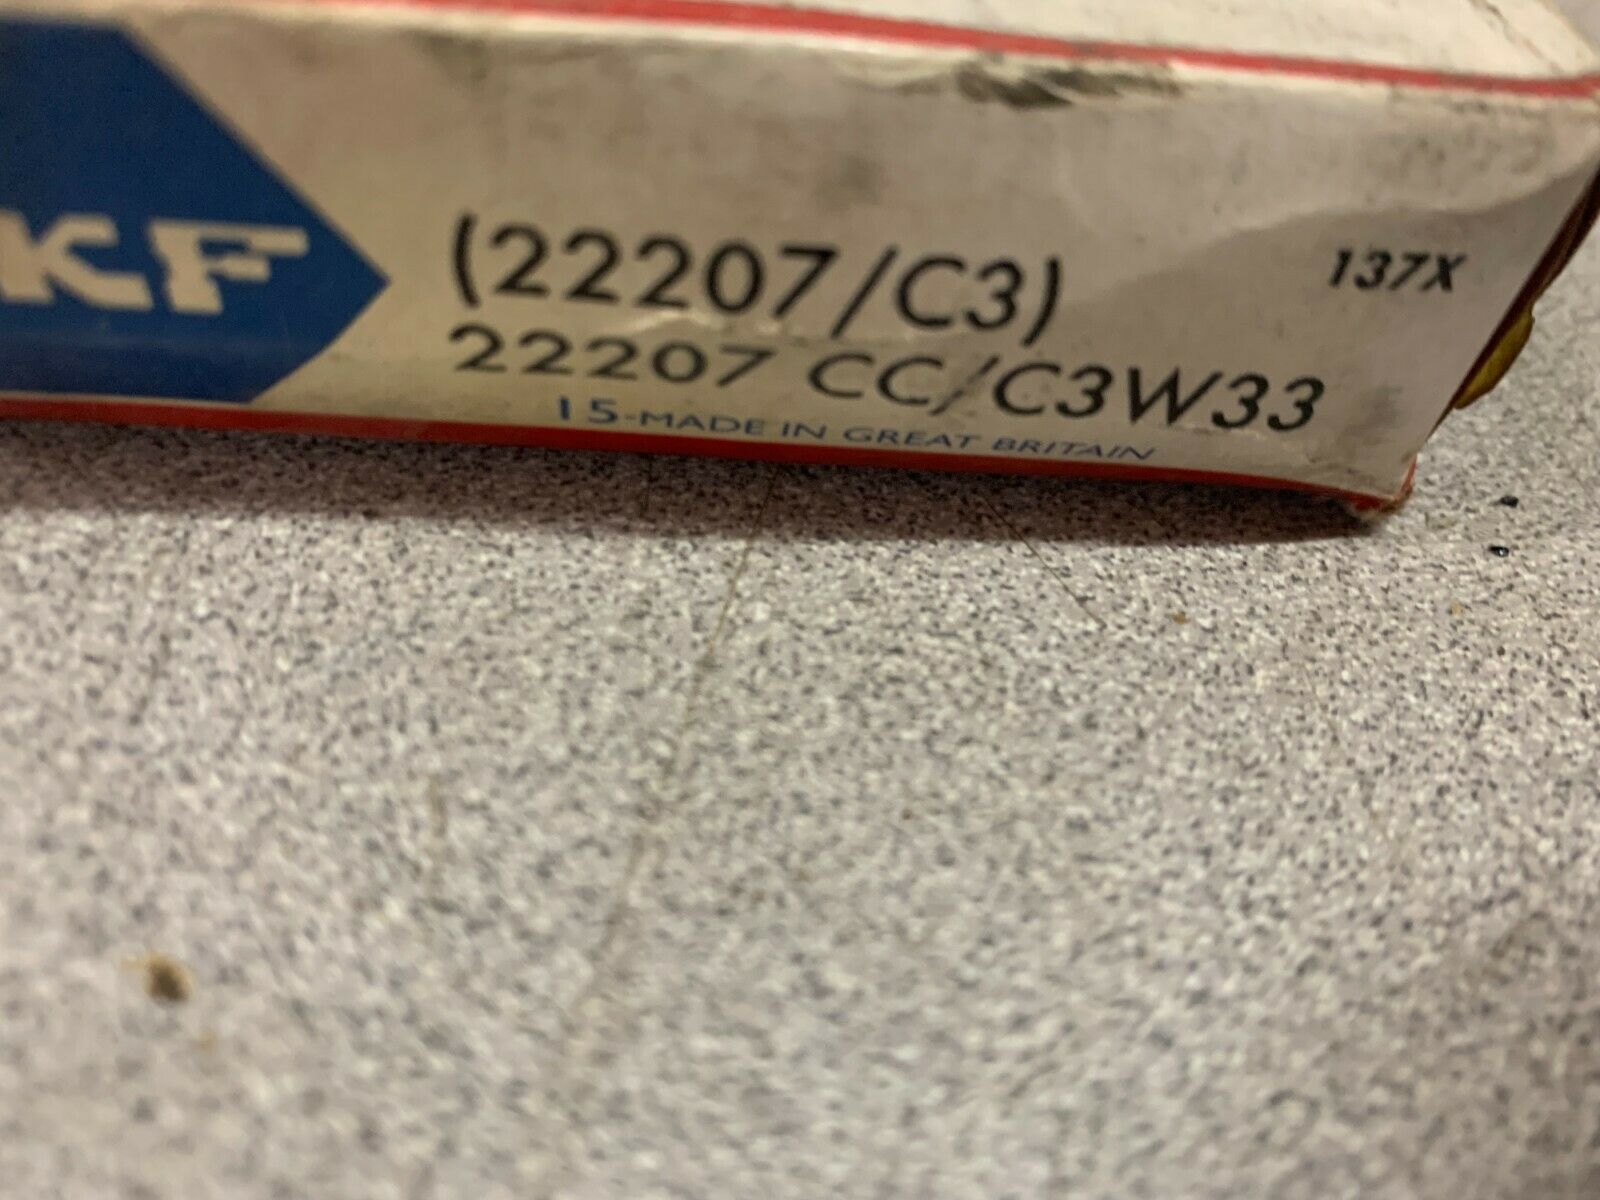 KF
(22207/C3)
137X
22207 CC/C3W33
15-MADE IN GREAT BRITAIN